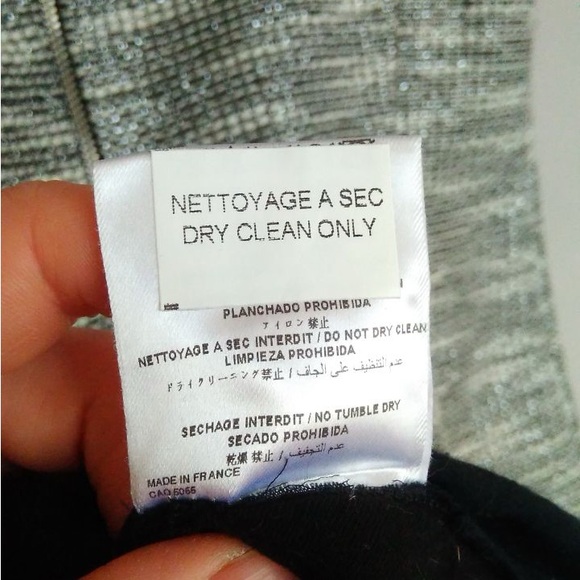 NETTOYAGE A SEC
DRY CLEAN ONLY
PLANCHADO PROHIBIDA
アイロン禁止
NETTOYAGE A SEC INTERDIT / DO NOT DRY CLEAN
LIMPIEZA PROHIBIDA
ドライクリーニング禁止 / عدم التنظيف على الجاف
SECHAGE INTERDIT / NO TUMBLE DRY
SECADO PROHIBIDA
乾燥 禁止 / عدم التجفيف
MADE IN FRANCE